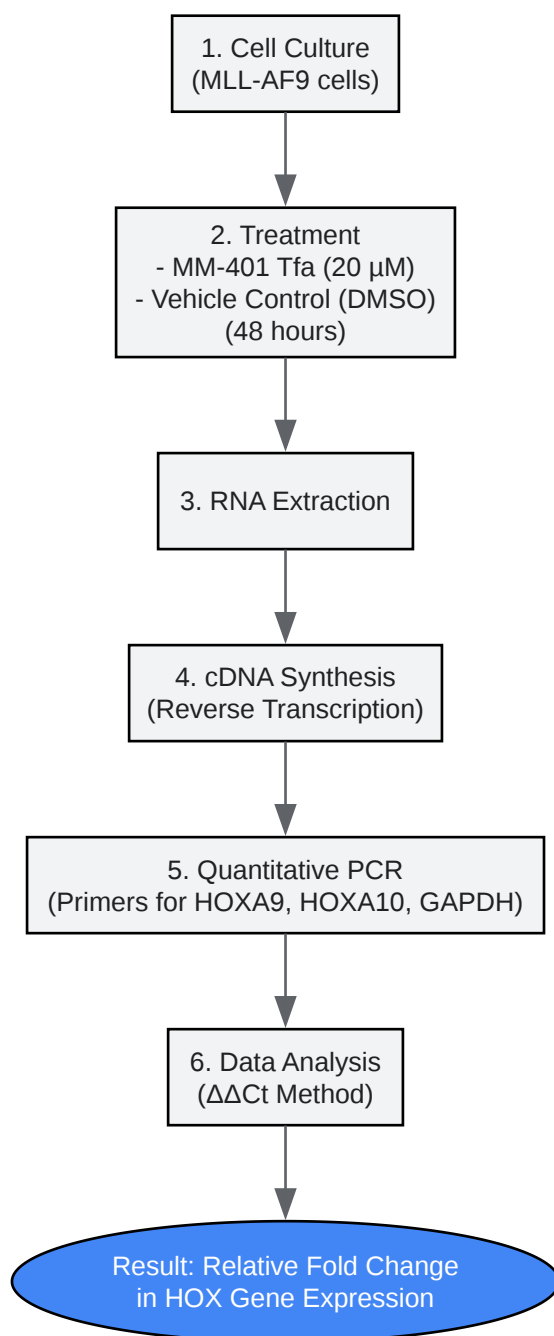 1. Cell Culture
(MLL-AF9 cells)
2. Treatment
- MM-401 Tfa (20 µM)
- Vehicle Control (DMSO)
(48 hours)
3. RNA Extraction
4. cDNA Synthesis
(Reverse Transcription)
5. Quantitative PCR
(Primers for HOXA9, HOXA10, GAPDH)
6. Data Analysis
(ΔΔCt Method)
Result: Relative Fold Change
in HOX Gene Expression